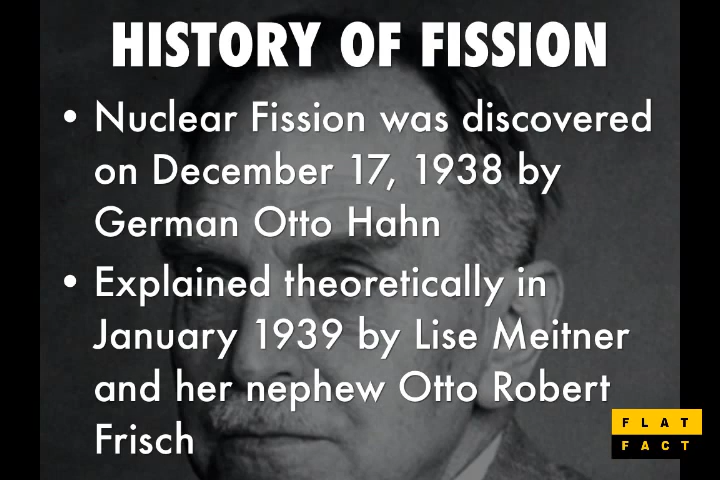 HISTORY OF FISSION
• Nuclear Fission was discovered
on December 17, 1938 by
German Otto Hahn
• Explained theoretically in
January 1939 by Lise Meitner
and her nephew Otto Robert
Frisch
FLAT
FACT